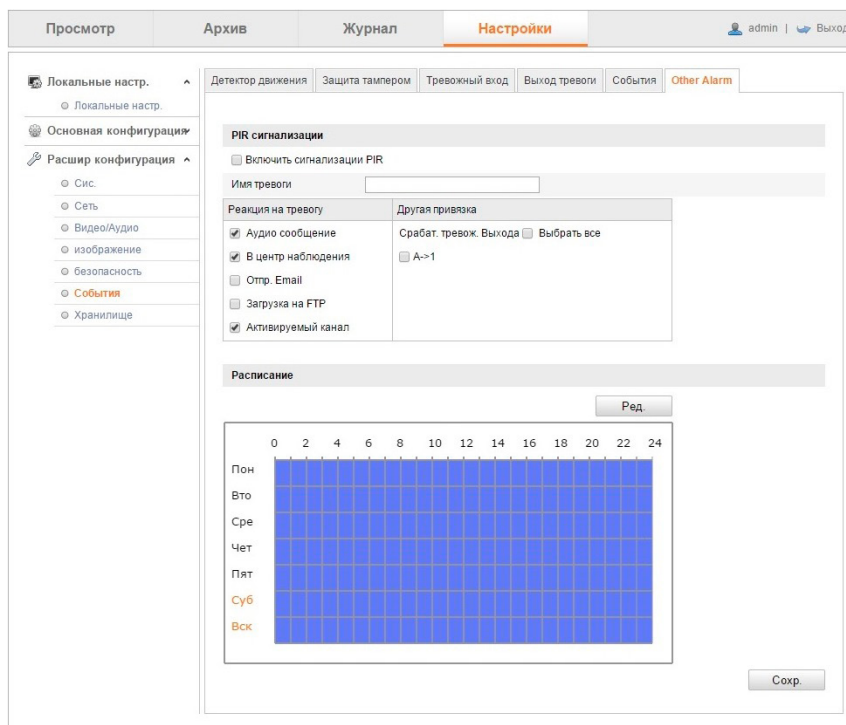 Просмотр Архив Журнал Настройки admin | Выход
Локальные настр.
Локальные настр.
Основная конфигурация
Расшир конфигурация
Сис.
Сеть
Видео/Аудио
изображение
безопасность
События
Хранилище
Детектор движения Защита тампером Тревожный вход Выход тревоги События Other Alarm
PIR сигнализации
Включить сигнализации PIR
Имя тревоги
Реакция на тревогу Другая привязка
Аудио сообщение Срабат. тревож. Выхода Выбрать все
В центр наблюдения A->1
Отпр. Email
Загрузка на FTP
Активируемый канал
Расписание
Ред.
0 2 4 6 8 10 12 14 16 18 20 22 24
Пон
Вто
Сре
Чет
Пят
Суб
Вск
Сохр.